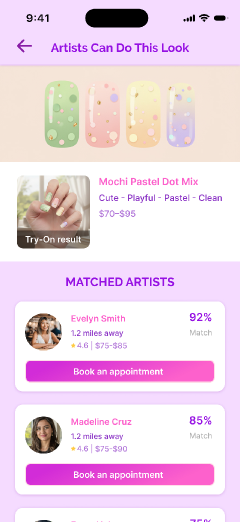 9:41
Artists Can Do This Look
Mochi Pastel Dot Mix
Cute - Playful - Pastel - Clean
$70–$95
Try-On result
MATCHED ARTISTS
Evelyn Smith
92%
1.2 miles away
Match
4.6 | $75-$85
Book an appointment
Madeline Cruz
85%
1.2 miles away
Match
4.6 | $75-$90
Book an appointment